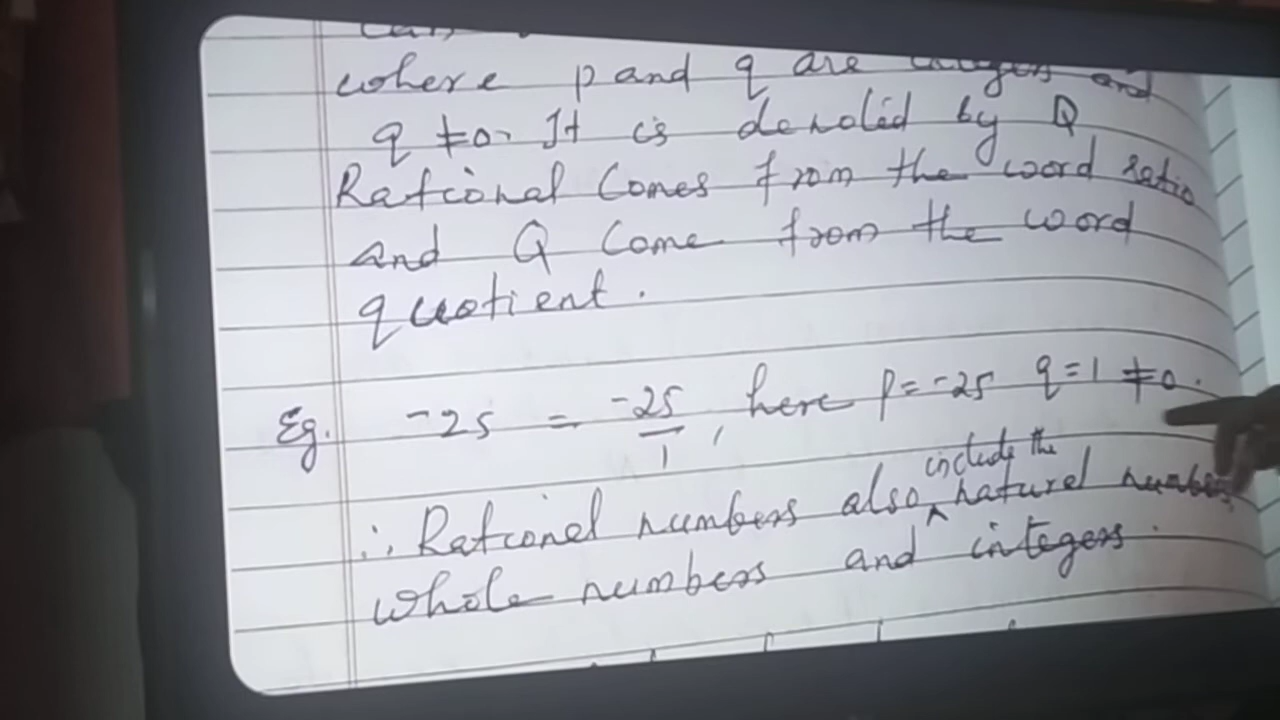 where p and q are integers and
q ≠ 0. It is denoted by Q
Rational Comes from the word ratio
and Q Come from the word
quotient.
Eg. -25 = -25/1, here p = -25 q = 1 ≠ 0.
∴ Rational numbers also include the natural numbers,
whole numbers and integers.